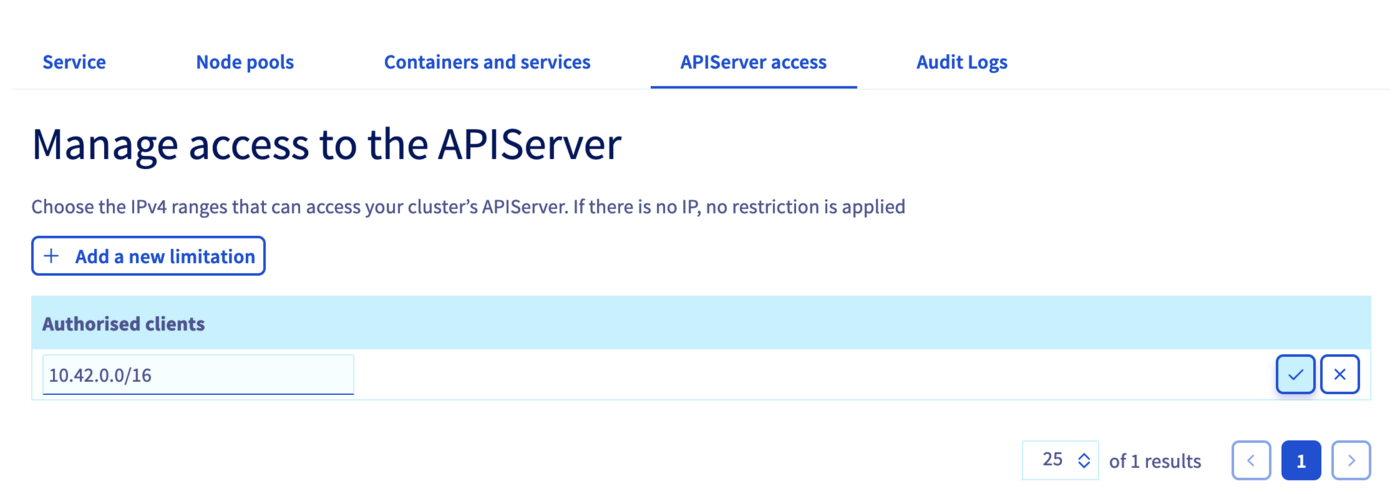 Service Node pools Containers and services APIServer access Audit Logs
Manage access to the APIServer
Choose the IPv4 ranges that can access your cluster’s APIServer. If there is no IP, no restriction is applied
+ Add a new limitation
Authorised clients
10.42.0.0/16
25 of 1 results 1